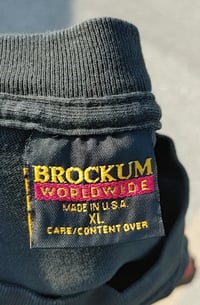 BROCKUM
WORLDWIDE
MADE IN U.S.A.
XL
CARE/CONTENT OVER